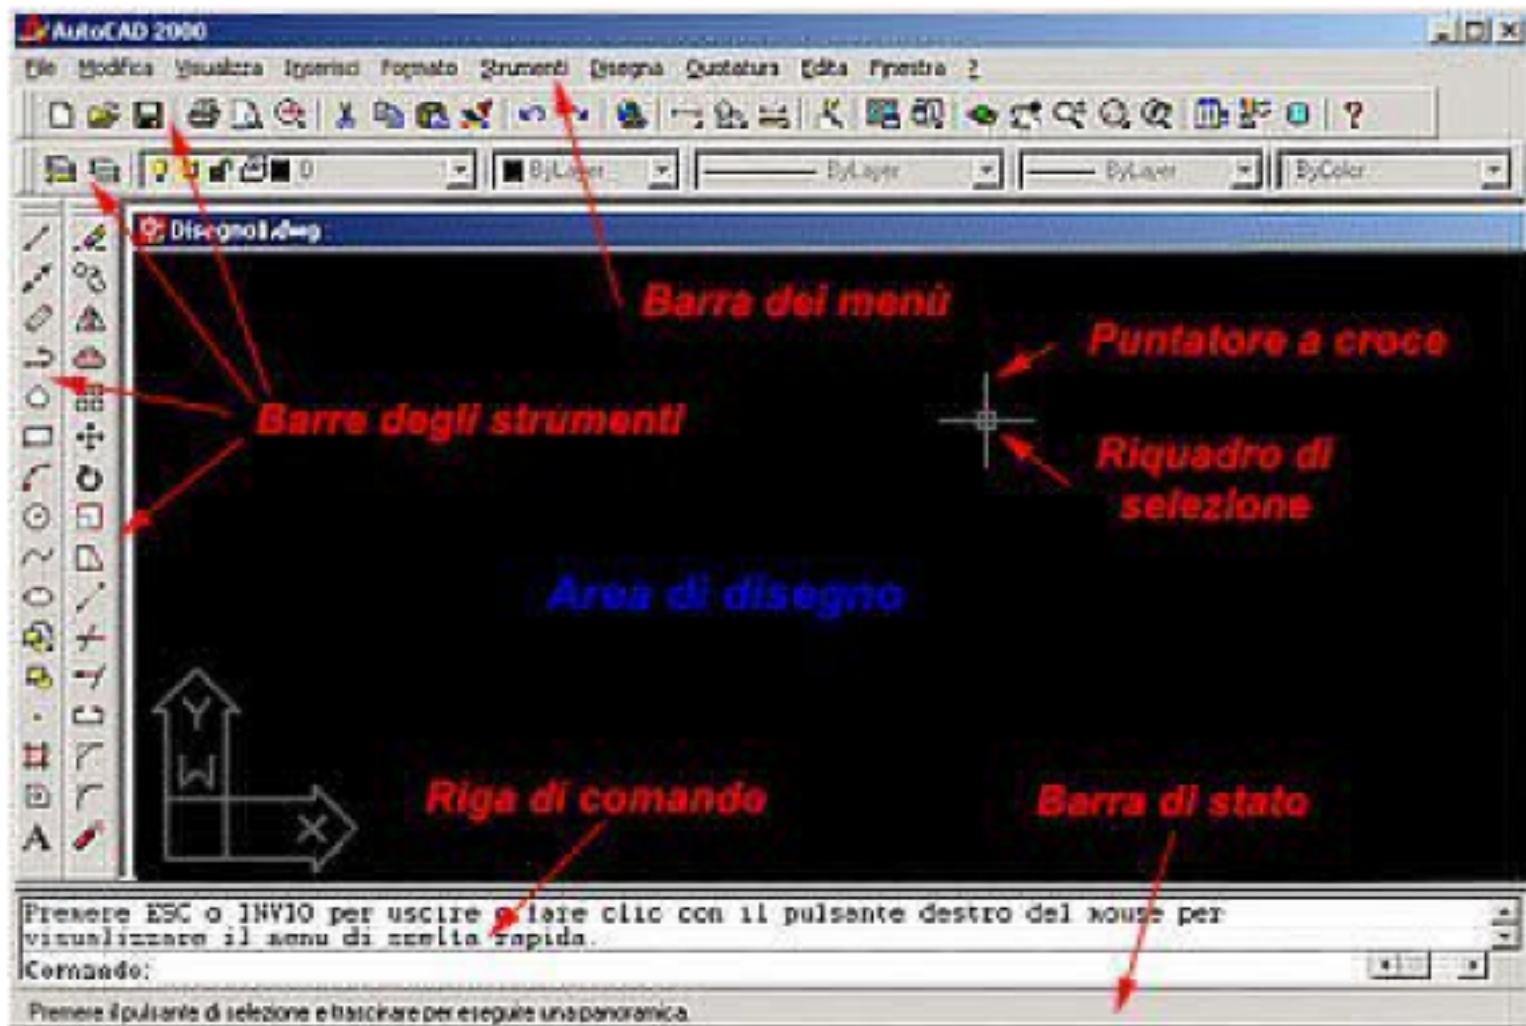 AutoCAD 2000
File Modifica Visualizza Inserisci Formato Strumenti Disegna Quotatura Edita Finestra ?
0 ByLayer ByLayer ByLayer ByColor
Disegno1.dwg
Barra dei menù
Puntatore a croce
Barre degli strumenti
Riquadro di
selezione
Area di disegno
Y
W
X
Riga di comando
Barra di stato
A
Premere ESC o INVIO per uscire o fare clic con il pulsante destro del mouse per
visualizzare il menu di scelta rapida.
Comando:
Premere il pulsante di selezione e trascinare per eseguire una panoramica.